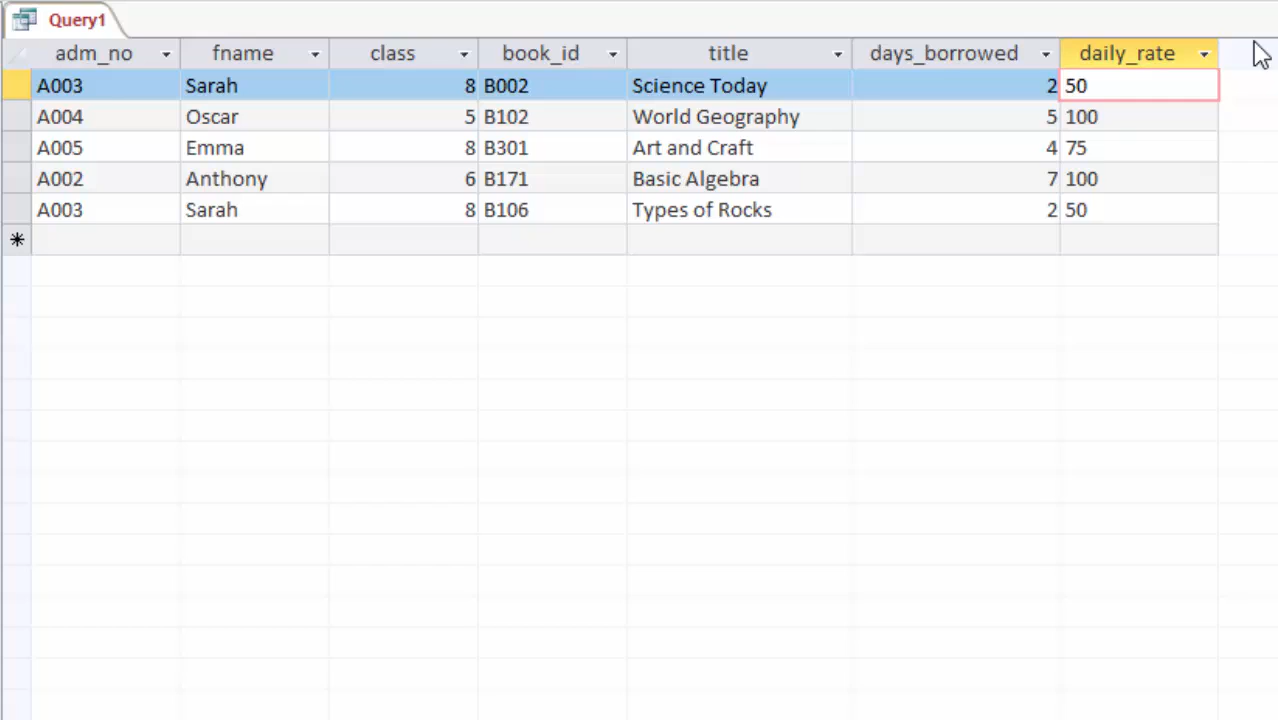 Query1
adm_no fname class book_id title days_borrowed daily_rate
A003 Sarah 8 B002 Science Today 2 50
A004 Oscar 5 B102 World Geography 5 100
A005 Emma 8 B301 Art and Craft 4 75
A002 Anthony 6 B171 Basic Algebra 7 100
A003 Sarah 8 B106 Types of Rocks 2 50